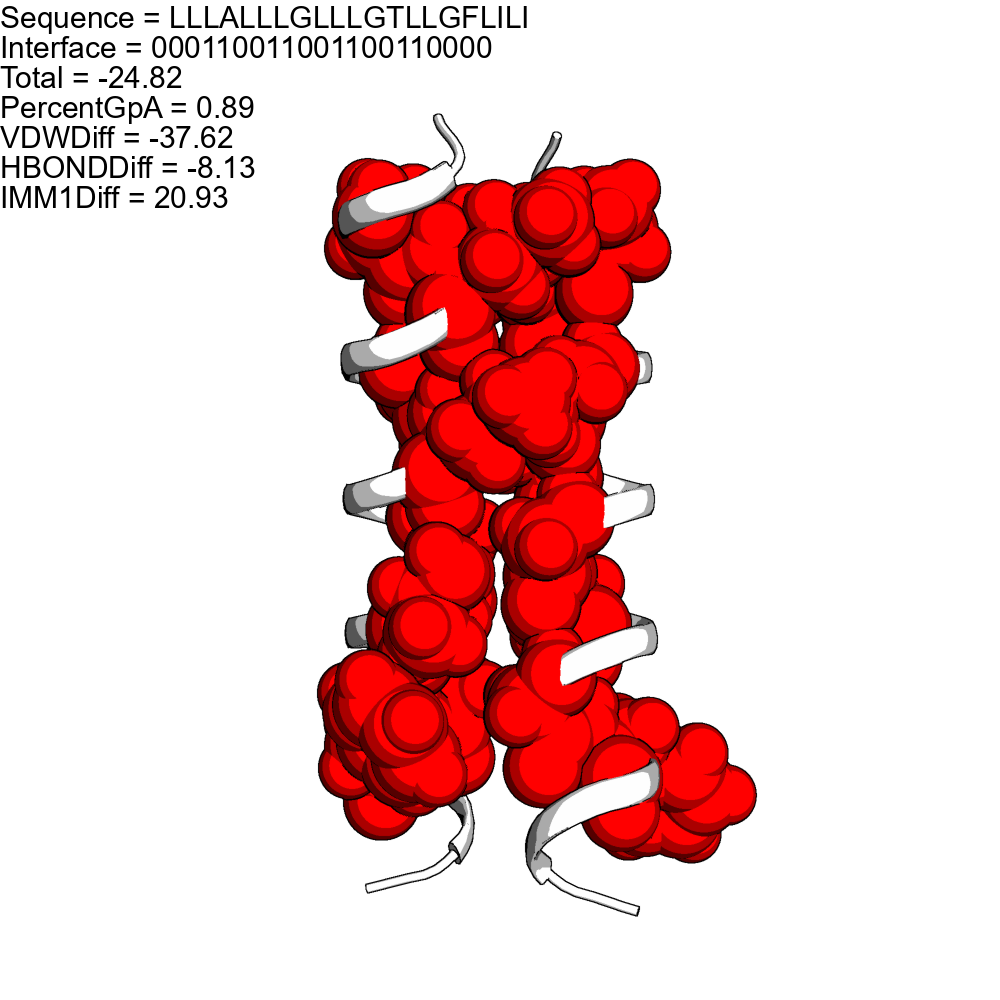 Sequence = LLLALLLGLLLGTLLGFLILI
Interface = 000110011001100110000
Total = -24.82
PercentGpA = 0.89
VDWDiff = -37.62
HBONDDiff = -8.13
IMM1Diff = 20.93